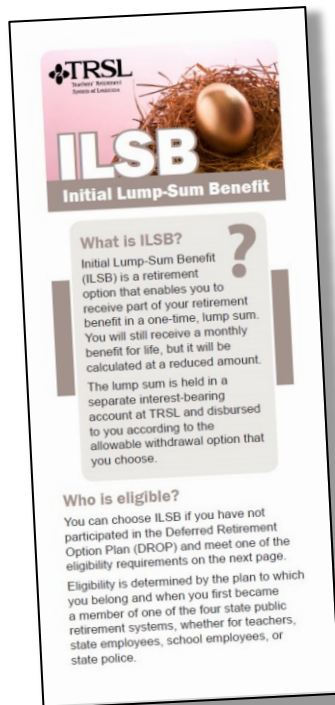 TRSL
Teachers' Retirement
System of Louisiana
ILSB
Initial Lump-Sum Benefit
What is ILSB?
?
Initial Lump-Sum Benefit
(ILSB) is a retirement
option that enables you to
receive part of your retirement
benefit in a one-time, lump sum.
You will still receive a monthly
benefit for life, but it will be
calculated at a reduced amount.
The lump sum is held in a
separate interest-bearing
account at TRSL and disbursed
to you according to the
allowable withdrawal option that
you choose.
Who is eligible?
You can choose ILSB if you have not
participated in the Deferred Retirement
Option Plan (DROP) and meet one of the
eligibility requirements on the next page.
Eligibility is determined by the plan to which
you belong and when you first became
a member of one of the four state public
retirement systems, whether for teachers,
state employees, school employees, or
state police.